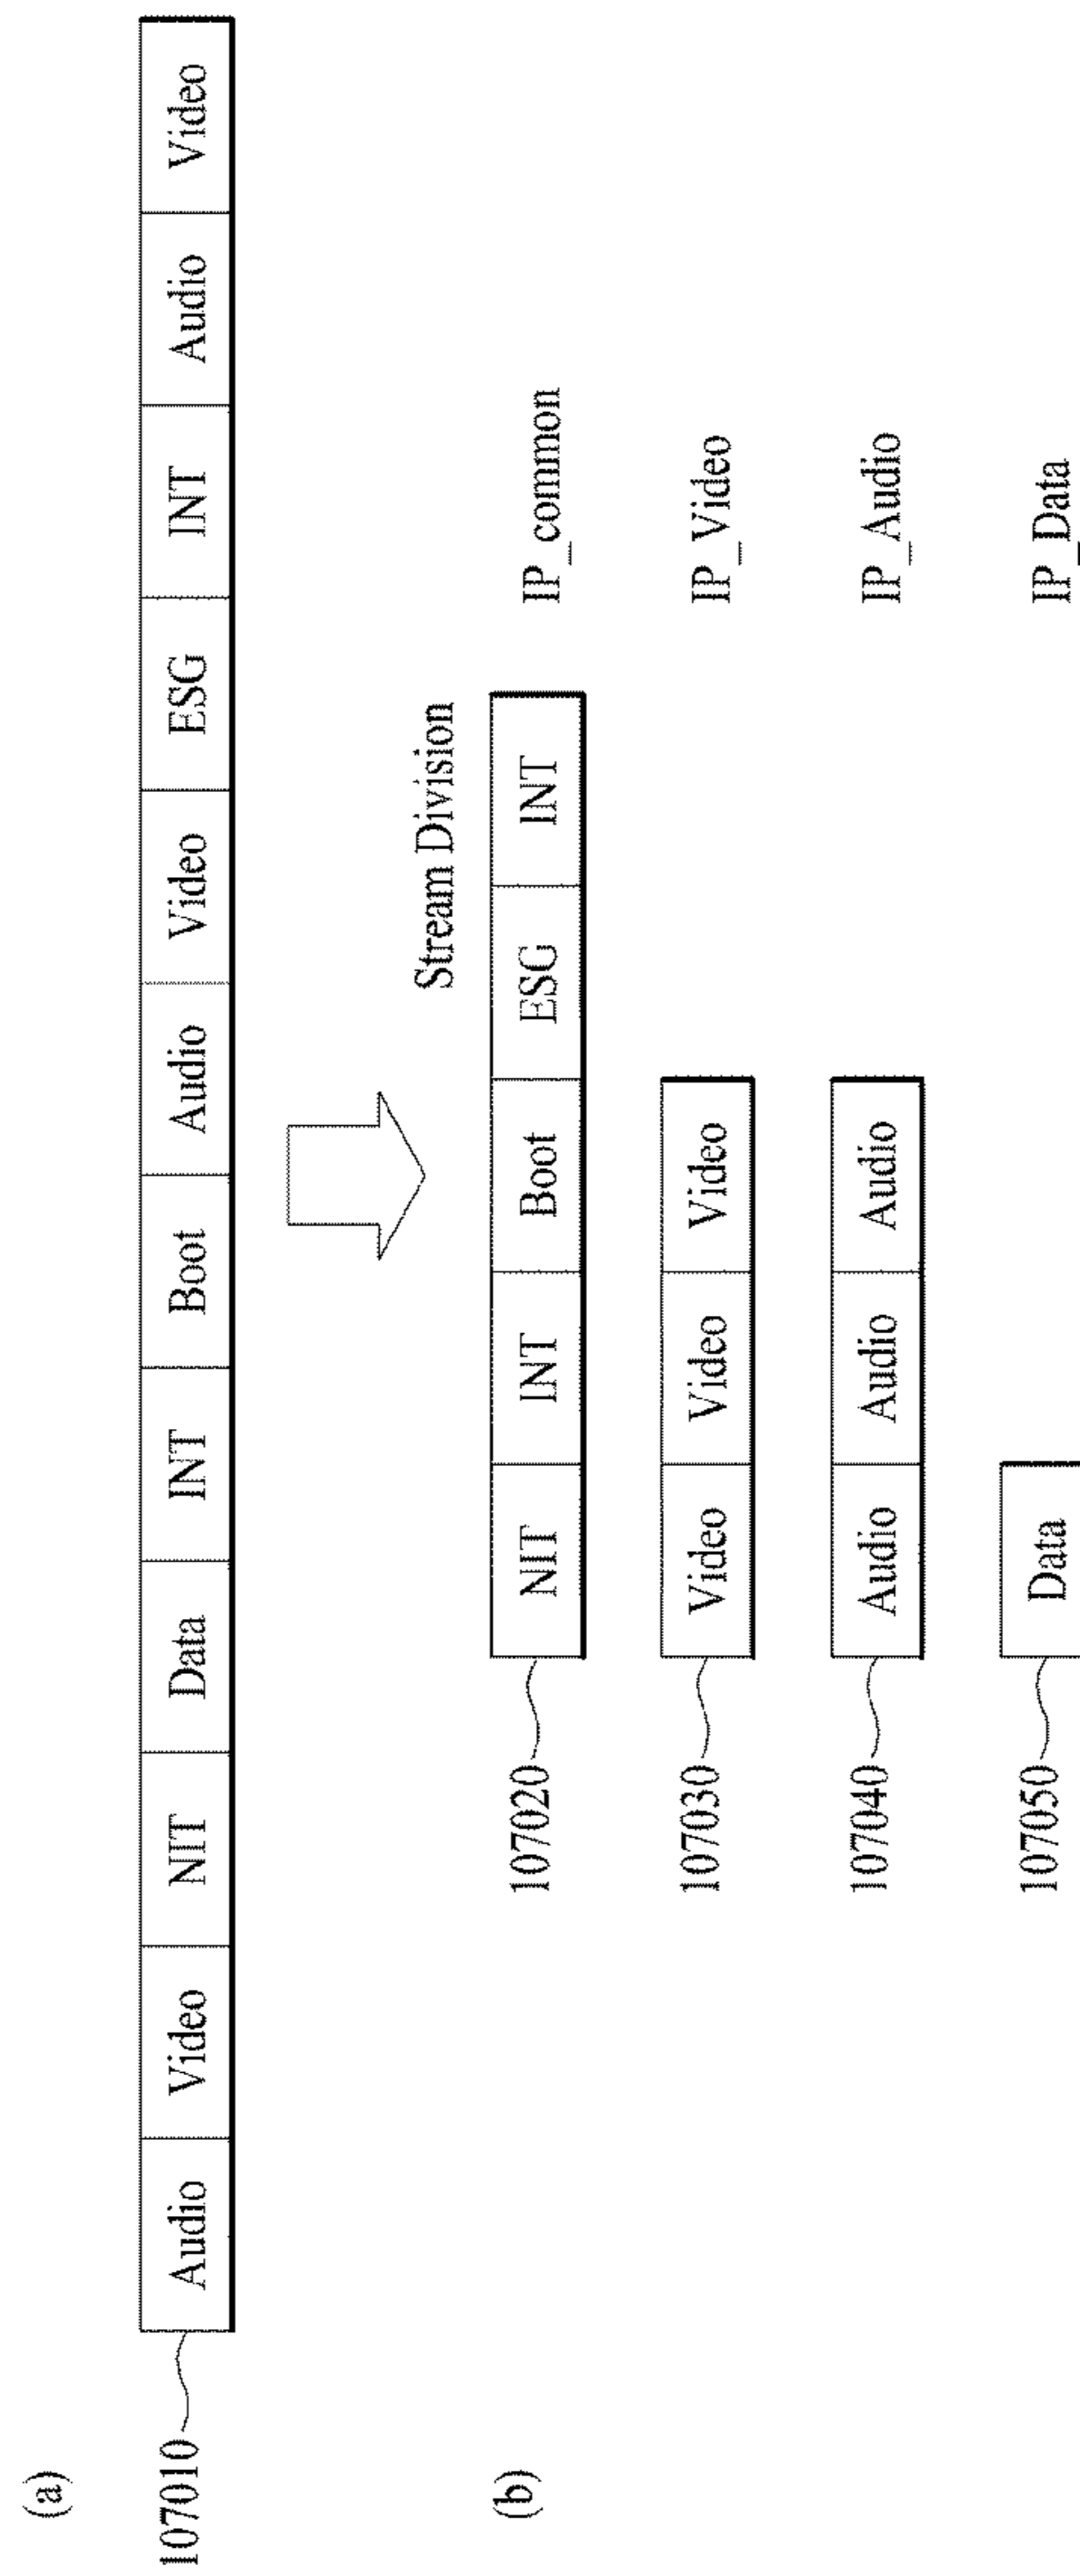 (a)
107010 Audio Video NIT Data INT Boot Audio Video ESG INT Audio Video
Stream Division
(b)
107020 NIT INT Boot ESG INT IP_common
107030 Video Video Video IP_Video
107040 Audio Audio Audio IP_Audio
107050 Data IP_Data